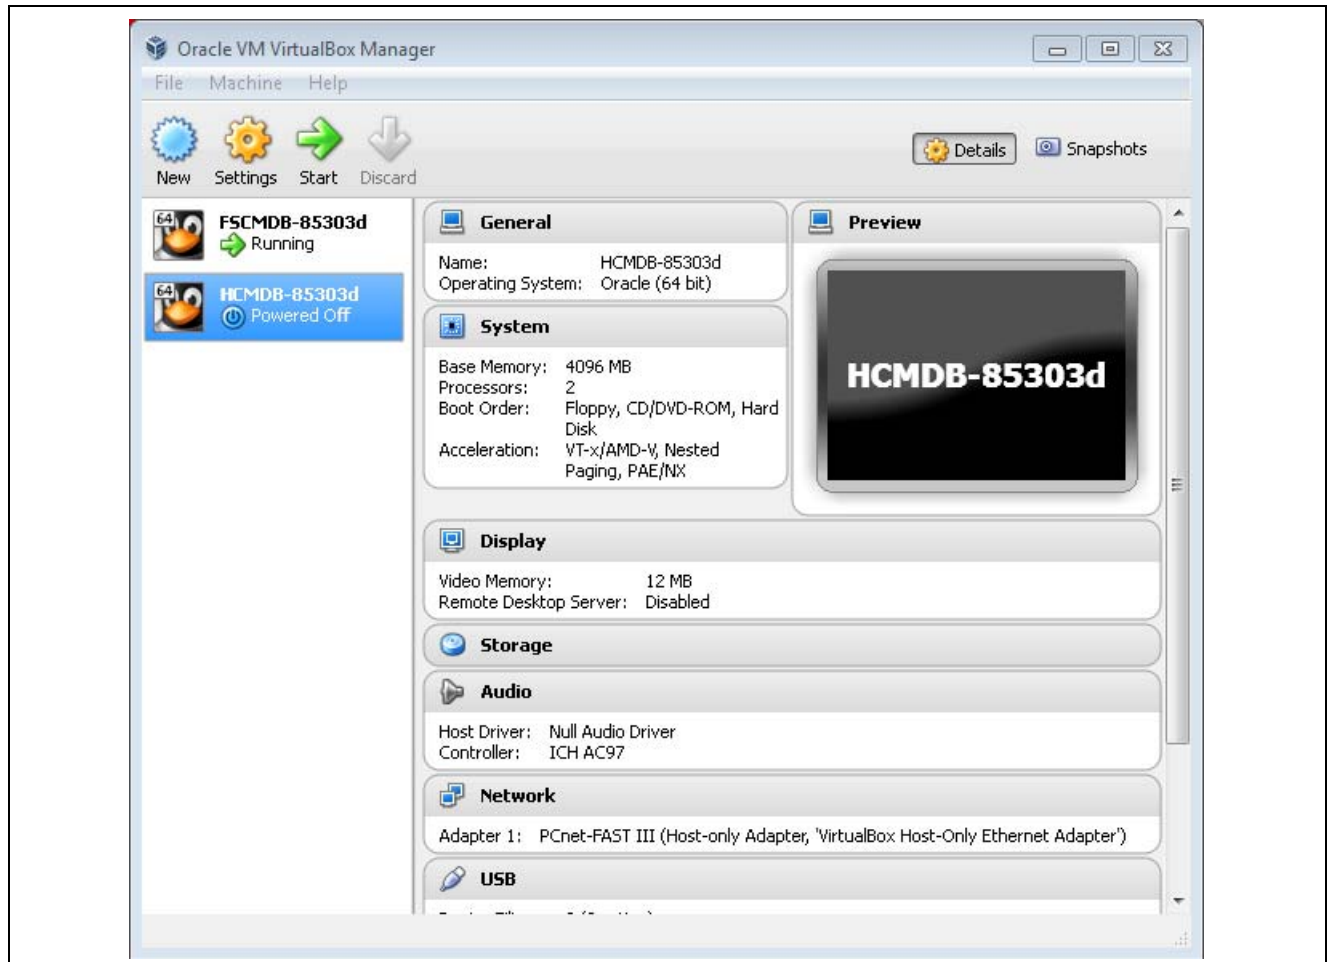 Oracle VM VirtualBox Manager
File Machine Help
New Settings Start Discard
Details Snapshots
64 FSCMDB-85303d
Running
64 HCMDB-85303d
Powered Off
General
Name: HCMDB-85303d
Operating System: Oracle (64 bit)
System
Base Memory: 4096 MB
Processors: 2
Boot Order: Floppy, CD/DVD-ROM, Hard
Disk
Acceleration: VT-x/AMD-V, Nested
Paging, PAE/NX
Preview
HCMDB-85303d
Display
Video Memory: 12 MB
Remote Desktop Server: Disabled
Storage
Audio
Host Driver: Null Audio Driver
Controller: ICH AC97
Network
Adapter 1: PCnet-FAST III (Host-only Adapter, 'VirtualBox Host-Only Ethernet Adapter')
USB